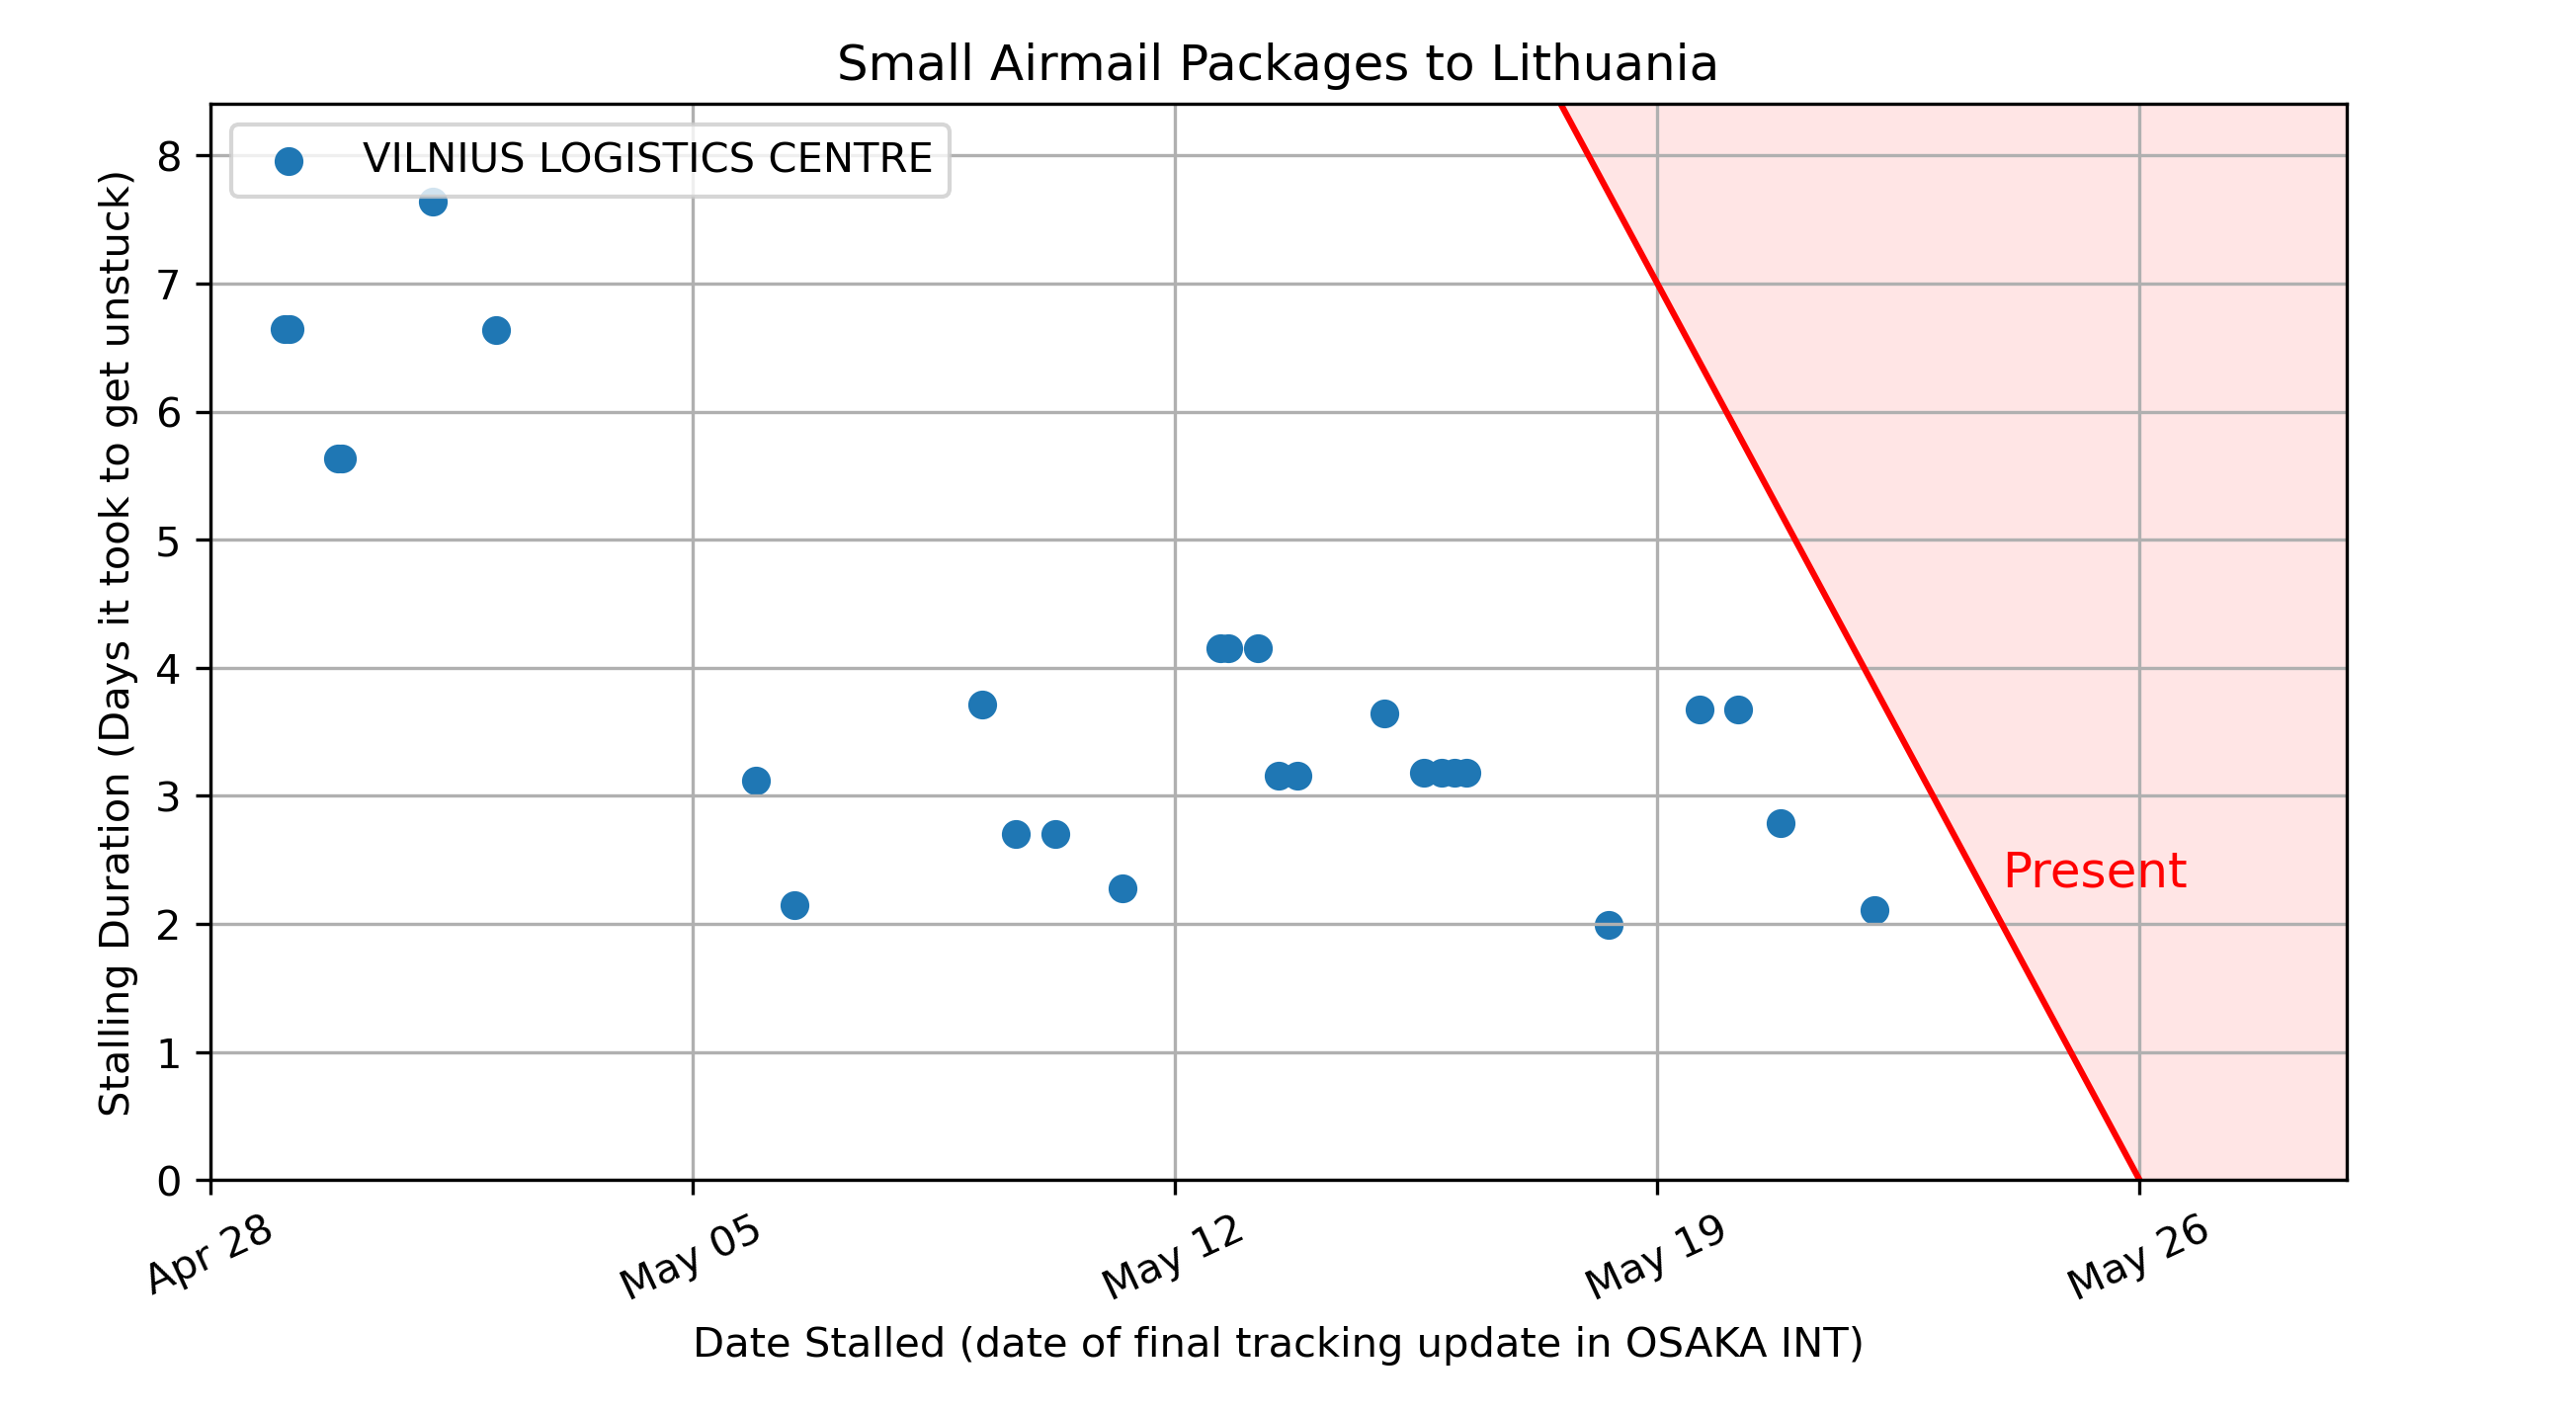 Small Airmail Packages to Lithuania
VILNIUS LOGISTICS CENTRE
Stalling Duration (Days it took to get unstuck)
8
7
6
5
4
3
2
1
0
Present
Apr 28
May 05
May 12
May 19
May 26
Date Stalled (date of final tracking update in OSAKA INT)